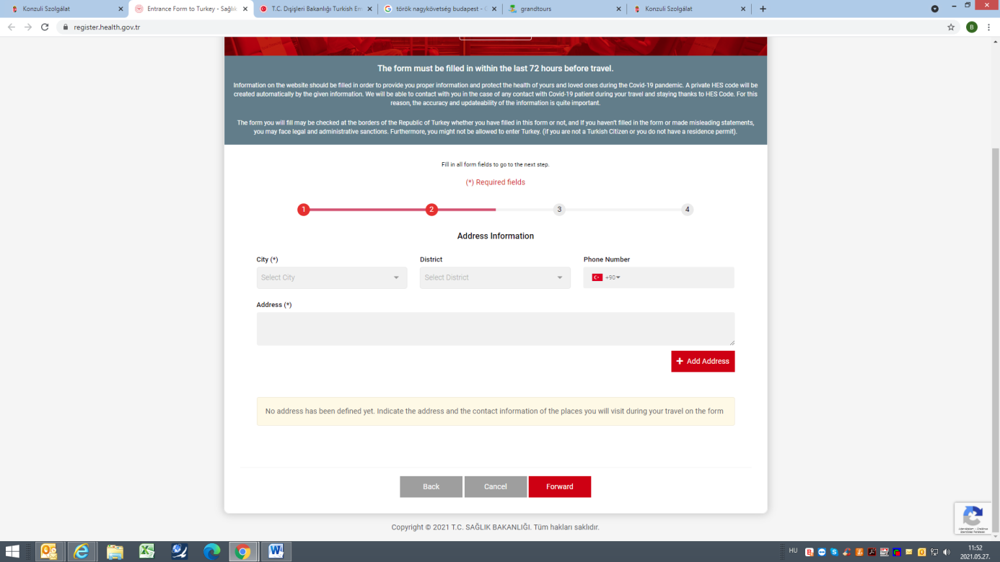 Konzuli Szolgálat
Entrance Form to Turkey - Sağlık
T.C. Dışişleri Bakanlığı Turkish Em
török nagykövetség budapest -
grandtours
Konzuli Szolgálat
register.health.gov.tr
B
The form must be filled in within the last 72 hours before travel.
Information on the website should be filled in order to provide you proper information and protect the health of yours and loved ones during the Covid-19 pandemic. A private HES code will be
created automatically by the given information. We will be able to contact with you in the case of any contact with Covid-19 patient during your travel and staying thanks to HES Code. For this
reason, the accuracy and updateability of the information is quite important.
The form you will fill may be checked at the borders of the Republic of Turkey whether you have filled in this form or not, and If you haven't filled in the form or made misleading statements,
you may face legal and administrative sanctions. Furthermore, you might not be allowed to enter Turkey. (if you are not a Turkish Citizen or you do not have a residence permit).
Fill in all form fields to go to the next step.
(*) Required fields
1 2 3 4
Address Information
City (*) District Phone Number
Select City Select District +90
Address (*)
+ Add Address
No address has been defined yet. Indicate the address and the contact information of the places you will visit during your travel on the form
Back Cancel Forward
Copyright © 2021 T.C. SAĞLIK BAKANLIĞI. Tüm hakları saklıdır.
HU
11:52
2021.05.27.